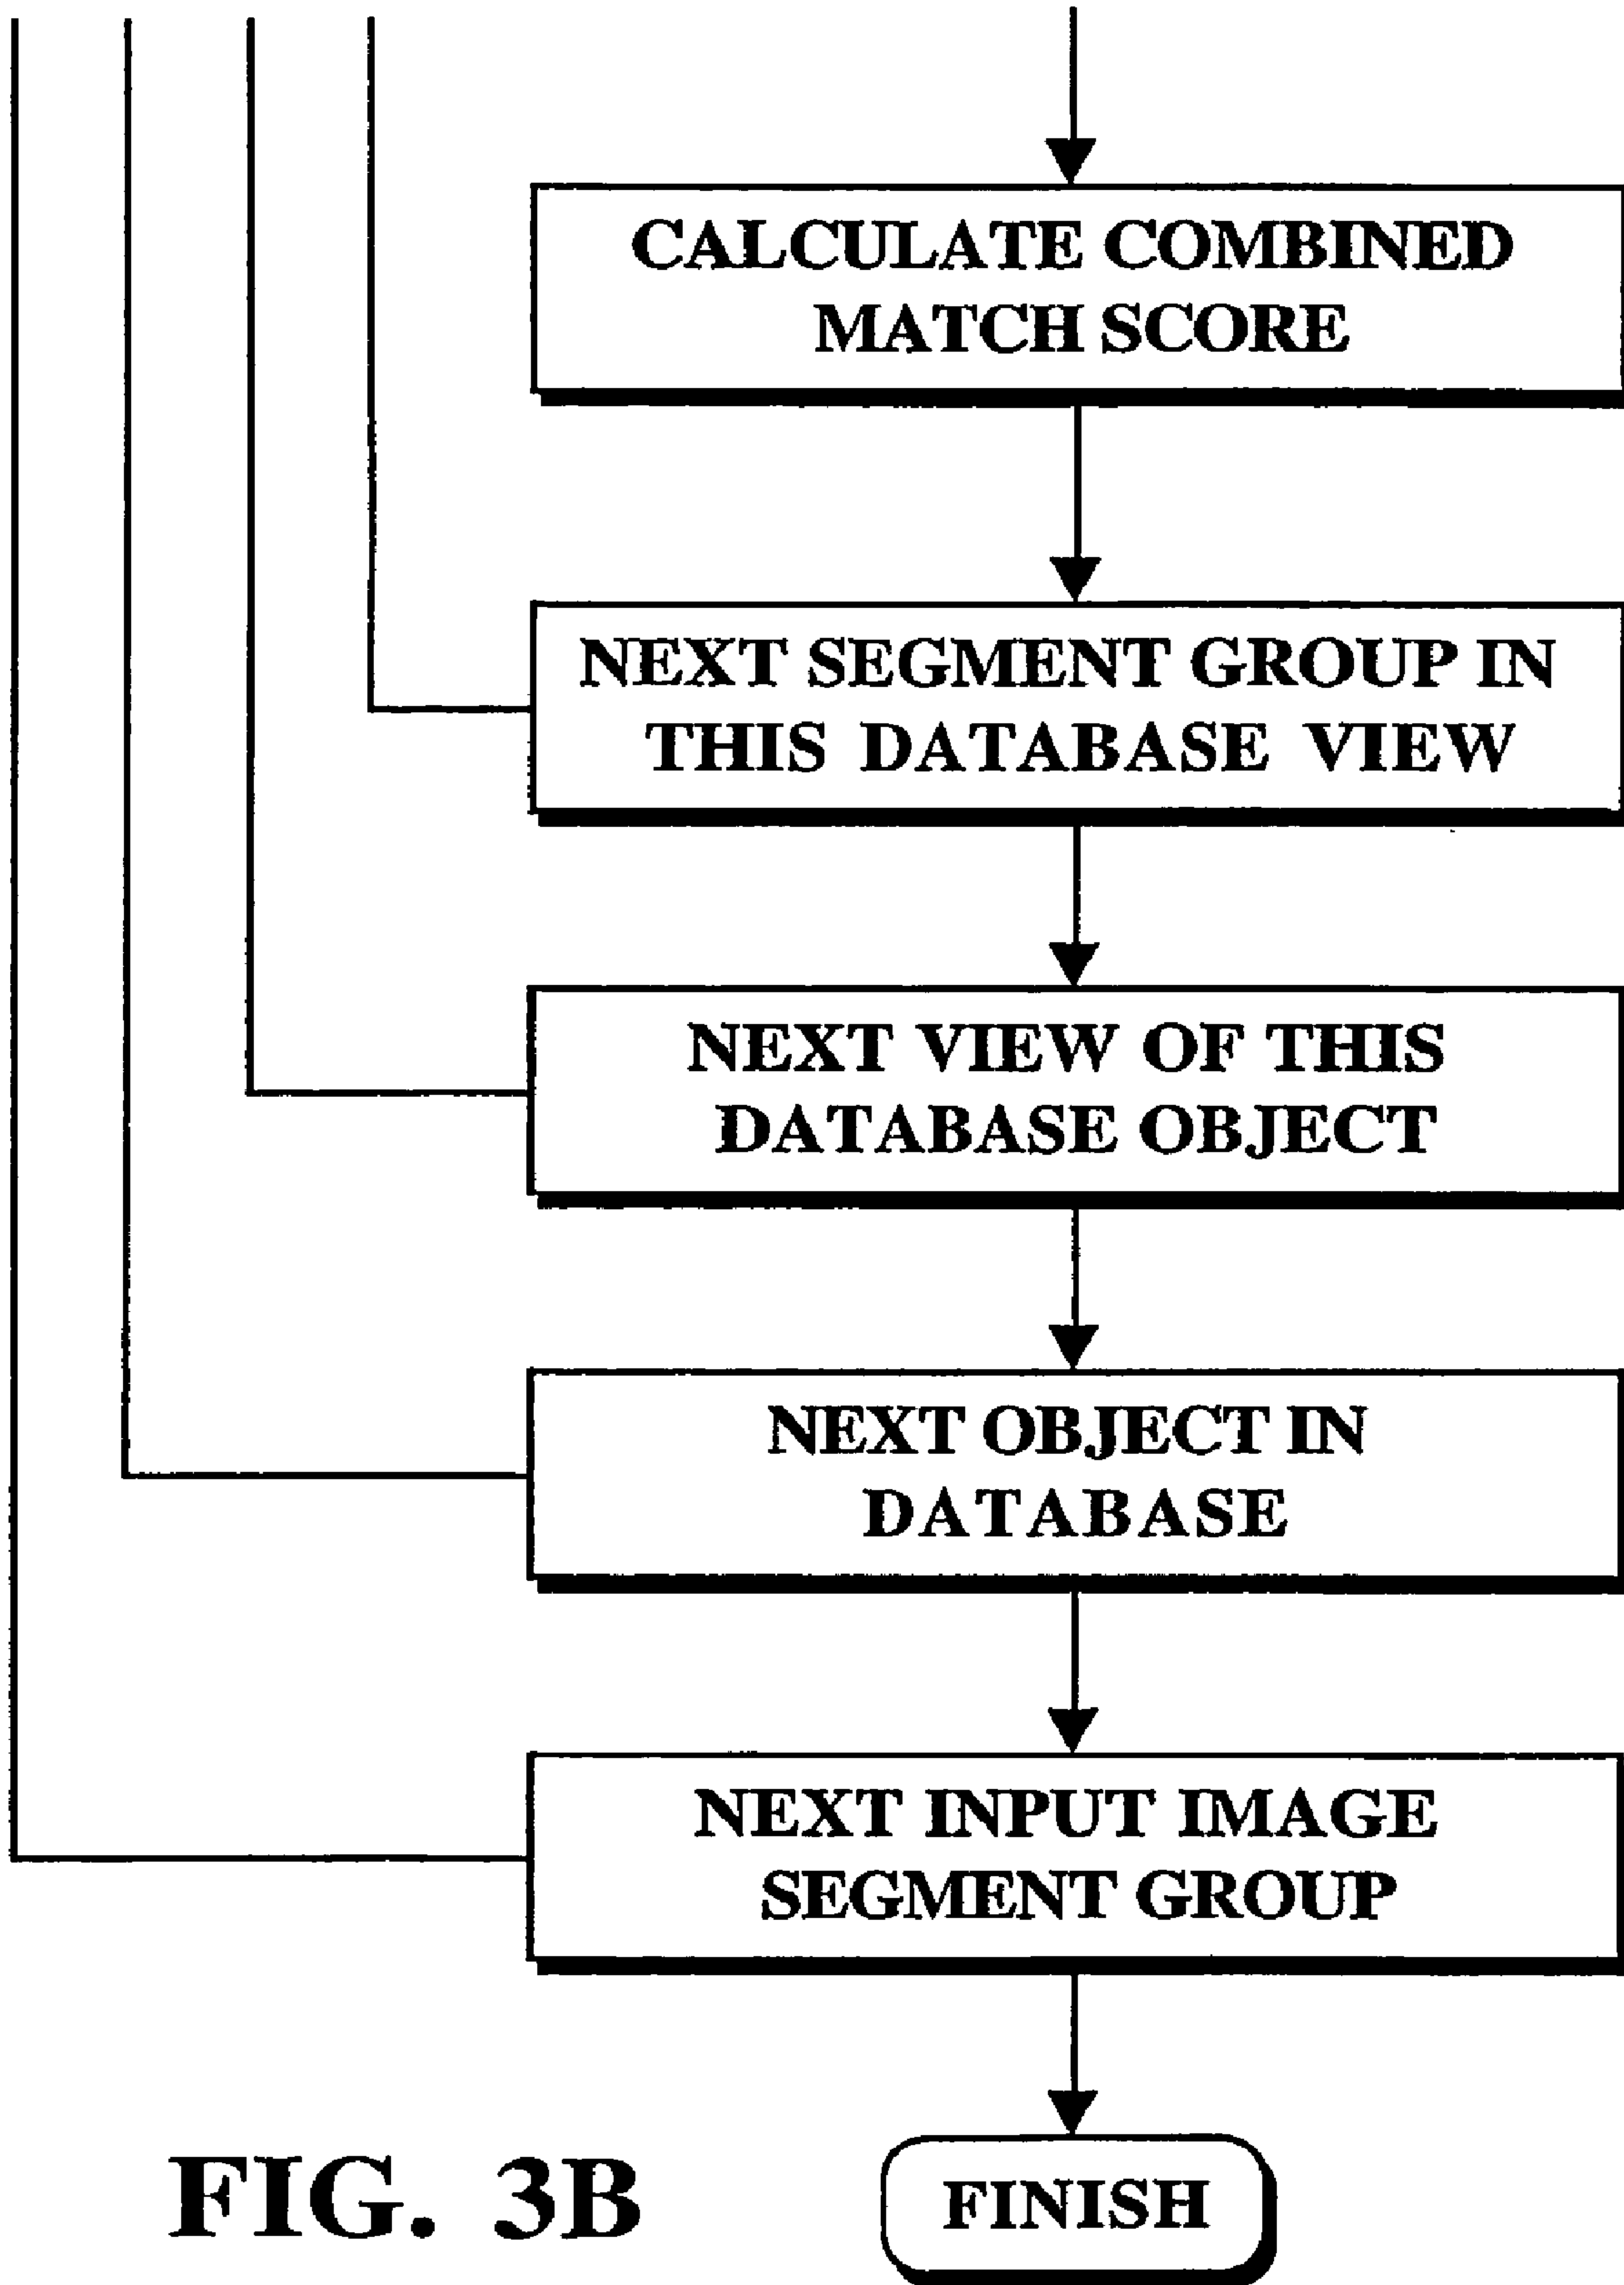 CALCULATE COMBINED
MATCH SCORE
NEXT SEGMENT GROUP IN
THIS DATABASE VIEW
NEXT VIEW OF THIS
DATABASE OBJECT
NEXT OBJECT IN
DATABASE
NEXT INPUT IMAGE
SEGMENT GROUP
FINISH
FIG. 3B